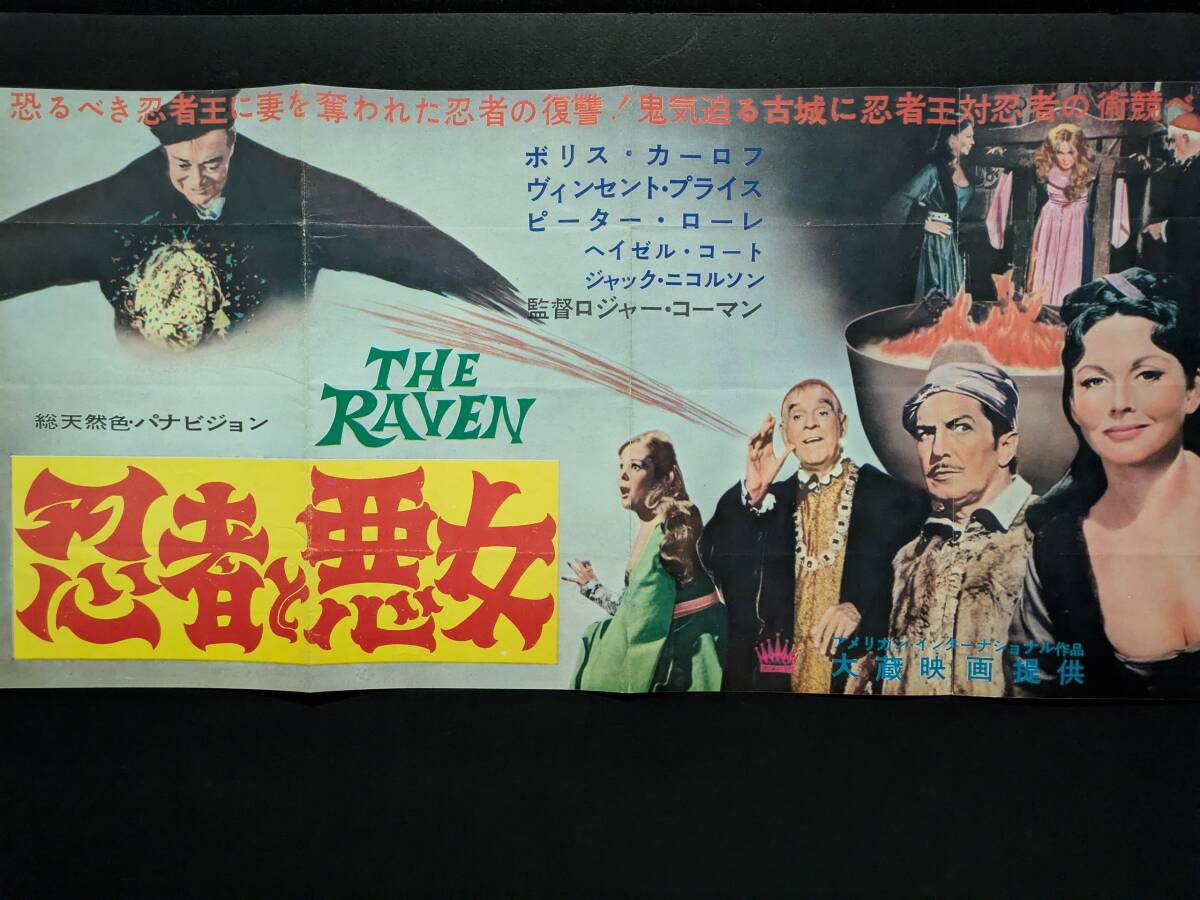 恐るべき忍者王に妻を奪われた忍者の復讐!鬼気迫る古城に忍者王対忍者の術競べ
ボリス・カーロフ
ヴィンセント・プライス
ピーター・ローレ
ヘイゼル・コート
ジャック・ニコルソン
監督ロジャー・コーマン
THE
RAVEN
総天然色・パナビジョン
忍者と悪女
アメリカン・インターナショナル作品
大蔵映画提供